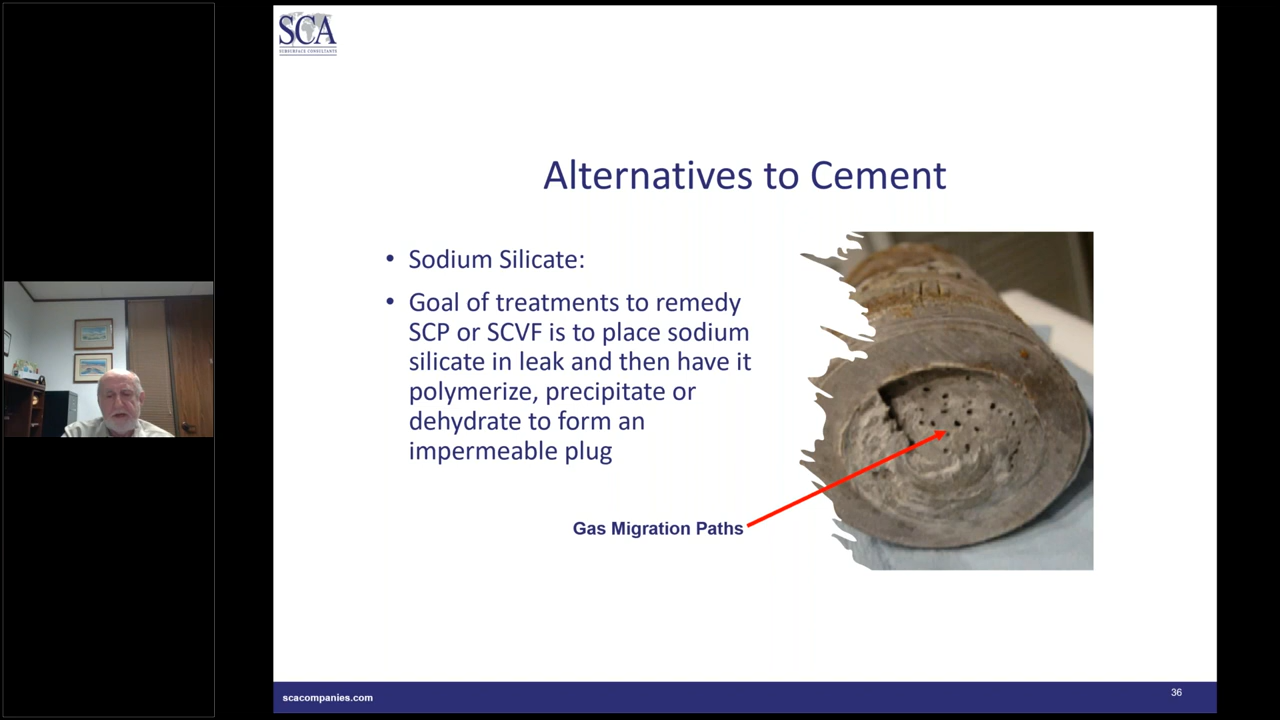 SCA
SUBSURFACE CONSULTANTS
Alternatives to Cement
• Sodium Silicate:
• Goal of treatments to remedy
SCP or SCVF is to place sodium
silicate in leak and then have it
polymerize, precipitate or
dehydrate to form an
impermeable plug
Gas Migration Paths
scacompanies.com
36